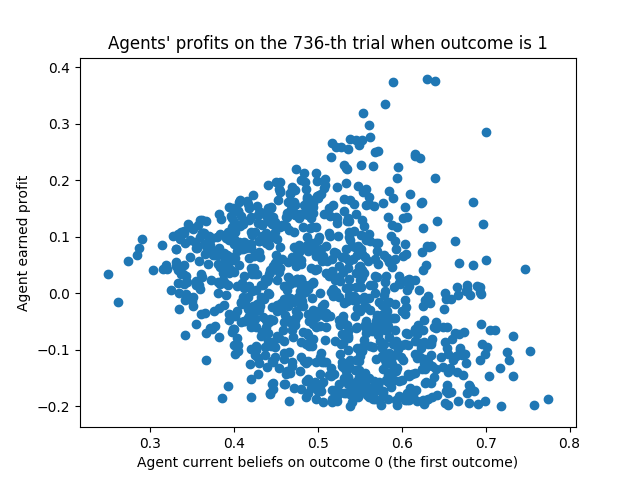 Agents' profits on the 736-th trial when outcome is 1
0.4
0.3
0.2
0.1
0.0
−0.1
−0.2
Agent earned profit
0.3 0.4 0.5 0.6 0.7 0.8
Agent current beliefs on outcome 0 (the first outcome)